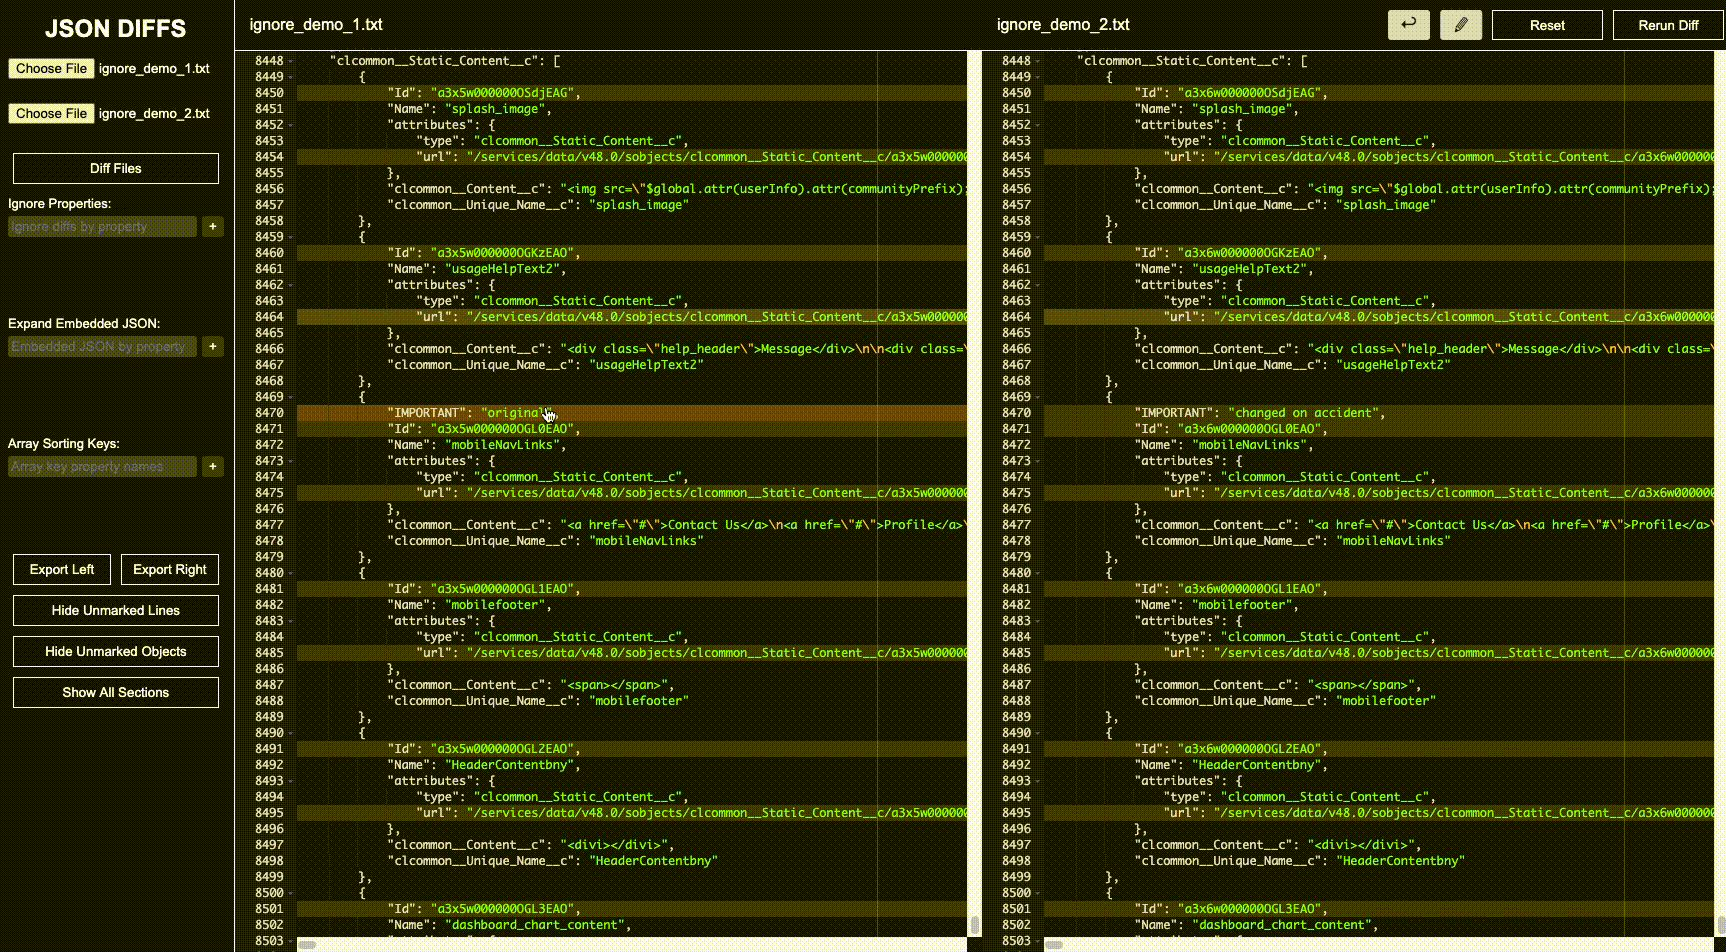 JSON DIFFS
Choose File ignore_demo_1.txt
Choose File ignore_demo_2.txt
Diff Files
Ignore Properties:
Ignore diffs by property +
Expand Embedded JSON:
Embedded JSON by property +
Array Sorting Keys:
Array key property names +
Export Left Export Right
Hide Unmarked Lines
Hide Unmarked Objects
Show All Sections
ignore_demo_1.txt
8448 "clcommon__Static_Content__c": [
8449 {
8450 "Id": "a3x5w000000OSdjEAG",
8451 "Name": "splash_image",
8452 "attributes": {
8453 "type": "clcommon__Static_Content__c",
8454 "url": "/services/data/v48.0/sobjects/clcommon__Static_Content__c/a3x5w000000
8455 },
8456 "clcommon__Content__c": "<img src=\"$global.attr(userInfo).attr(communityPrefix);
8457 "clcommon__Unique_Name__c": "splash_image"
8458 },
8459 {
8460 "Id": "a3x5w000000OGKzEAO",
8461 "Name": "usageHelpText2",
8462 "attributes": {
8463 "type": "clcommon__Static_Content__c",
8464 "url": "/services/data/v48.0/sobjects/clcommon__Static_Content__c/a3x5w000000
8465 },
8466 "clcommon__Content__c": "<div class=\"help_header\">Message</div>\n\n<div class=\
8467 "clcommon__Unique_Name__c": "usageHelpText2"
8468 },
8469 {
8470 "IMPORTANT": "original",
8471 "Id": "a3x5w000000OGL0EAO",
8472 "Name": "mobileNavLinks",
8473 "attributes": {
8474 "type": "clcommon__Static_Content__c",
8475 "url": "/services/data/v48.0/sobjects/clcommon__Static_Content__c/a3x5w000000
8476 },
8477 "clcommon__Content__c": "<a href=\"#\">Contact Us</a>\n<a href=\"#\">Profile</a>\
8478 "clcommon__Unique_Name__c": "mobileNavLinks"
8479 },
8480 {
8481 "Id": "a3x5w000000OGL1EAO",
8482 "Name": "mobilefooter",
8483 "attributes": {
8484 "type": "clcommon__Static_Content__c",
8485 "url": "/services/data/v48.0/sobjects/clcommon__Static_Content__c/a3x5w000000
8486 },
8487 "clcommon__Content__c": "<span></span>",
8488 "clcommon__Unique_Name__c": "mobilefooter"
8489 },
8490 {
8491 "Id": "a3x5w000000OGL2EAO",
8492 "Name": "HeaderContentbny",
8493 "attributes": {
8494 "type": "clcommon__Static_Content__c",
8495 "url": "/services/data/v48.0/sobjects/clcommon__Static_Content__c/a3x5w000000
8496 },
8497 "clcommon__Content__c": "<divi></divi>",
8498 "clcommon__Unique_Name__c": "HeaderContentbny"
8499 },
8500 {
8501 "Id": "a3x5w000000OGL3EAO",
8502 "Name": "dashboard_chart_content",
8503
ignore_demo_2.txt
Reset Rerun Diff
8448 "clcommon__Static_Content__c": [
8449 {
8450 "Id": "a3x6w000000OSdjEAG",
8451 "Name": "splash_image",
8452 "attributes": {
8453 "type": "clcommon__Static_Content__c",
8454 "url": "/services/data/v48.0/sobjects/clcommon__Static_Content__c/a3x6w00000
8455 },
8456 "clcommon__Content__c": "<img src=\"$global.attr(userInfo).attr(communityPrefix);
8457 "clcommon__Unique_Name__c": "splash_image"
8458 },
8459 {
8460 "Id": "a3x6w000000OGKzEAO",
8461 "Name": "usageHelpText2",
8462 "attributes": {
8463 "type": "clcommon__Static_Content__c",
8464 "url": "/services/data/v48.0/sobjects/clcommon__Static_Content__c/a3x6w00000
8465 },
8466 "clcommon__Content__c": "<div class=\"help_header\">Message</div>\n\n<div class=\
8467 "clcommon__Unique_Name__c": "usageHelpText2"
8468 },
8469 {
8470 "IMPORTANT": "changed on accident",
8471 "Id": "a3x6w000000OGL0EAO",
8472 "Name": "mobileNavLinks",
8473 "attributes": {
8474 "type": "clcommon__Static_Content__c",
8475 "url": "/services/data/v48.0/sobjects/clcommon__Static_Content__c/a3x6w00000
8476 },
8477 "clcommon__Content__c": "<a href=\"#\">Contact Us</a>\n<a href=\"#\">Profile</a>\
8478 "clcommon__Unique_Name__c": "mobileNavLinks"
8479 },
8480 {
8481 "Id": "a3x6w000000OGL1EAO",
8482 "Name": "mobilefooter",
8483 "attributes": {
8484 "type": "clcommon__Static_Content__c",
8485 "url": "/services/data/v48.0/sobjects/clcommon__Static_Content__c/a3x6w00000
8486 },
8487 "clcommon__Content__c": "<span></span>",
8488 "clcommon__Unique_Name__c": "mobilefooter"
8489 },
8490 {
8491 "Id": "a3x6w000000OGL2EAO",
8492 "Name": "HeaderContentbny",
8493 "attributes": {
8494 "type": "clcommon__Static_Content__c",
8495 "url": "/services/data/v48.0/sobjects/clcommon__Static_Content__c/a3x6w00000
8496 },
8497 "clcommon__Content__c": "<divi></divi>",
8498 "clcommon__Unique_Name__c": "HeaderContentbny"
8499 },
8500 {
8501 "Id": "a3x6w000000OGL3EAO",
8502 "Name": "dashboard_chart_content",
8503